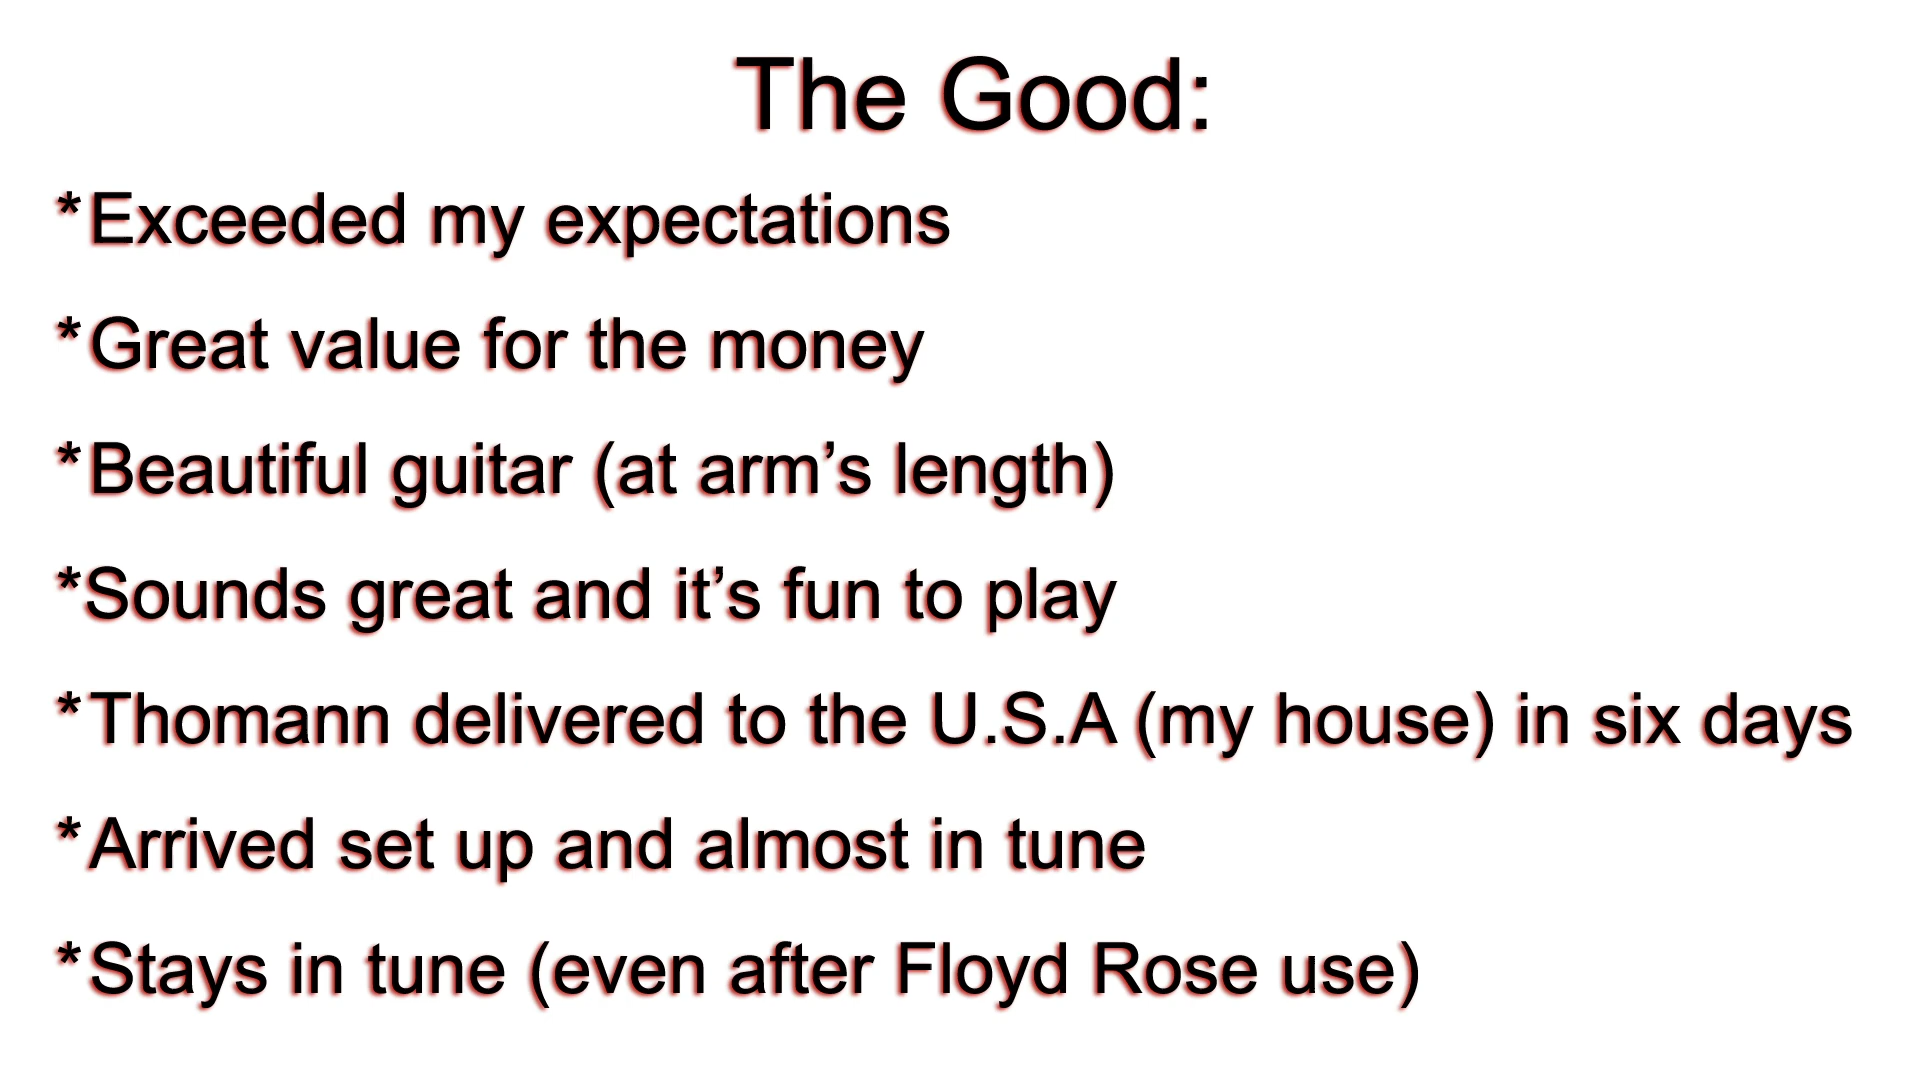 The Good:
*Exceeded my expectations
*Great value for the money
*Beautiful guitar (at arm’s length)
*Sounds great and it’s fun to play
*Thomann delivered to the U.S.A (my house) in six days
*Arrived set up and almost in tune
*Stays in tune (even after Floyd Rose use)